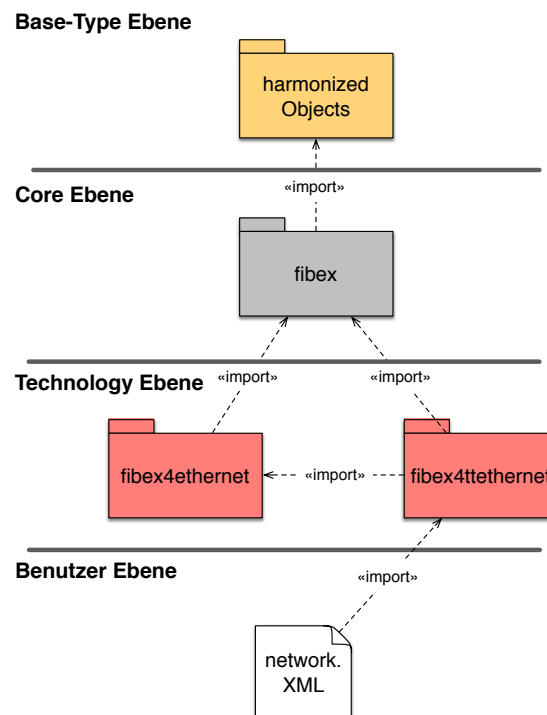 Base-Type Ebene
harmonized
Objects
«import»
Core Ebene
fibex
«import»
«import»
Technology Ebene
fibex4ethernet
«import»
fibex4ttethernet
Benutzer Ebene
«import»
network.
XML